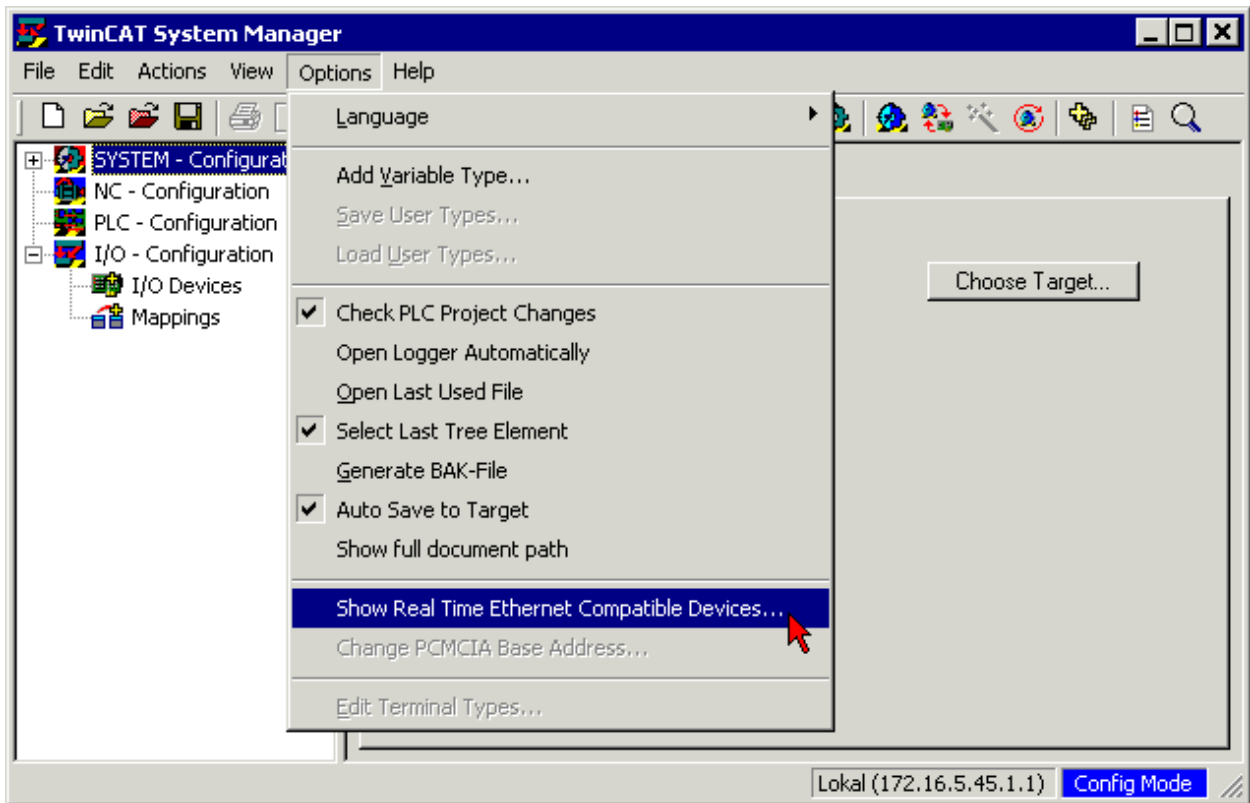 TwinCAT System Manager
File Edit Actions View Options Help
Language
Add Variable Type...
Save User Types...
Load User Types...
Check PLC Project Changes
Open Logger Automatically
Open Last Used File
Select Last Tree Element
Generate BAK-File
Auto Save to Target
Show full document path
Show Real Time Ethernet Compatible Devices...
Change PCMCIA Base Address...
Edit Terminal Types...
SYSTEM - Configurat
NC - Configuration
PLC - Configuration
I/O - Configuration
I/O Devices
Mappings
Choose Target...
Lokal (172.16.5.45.1.1) Config Mode